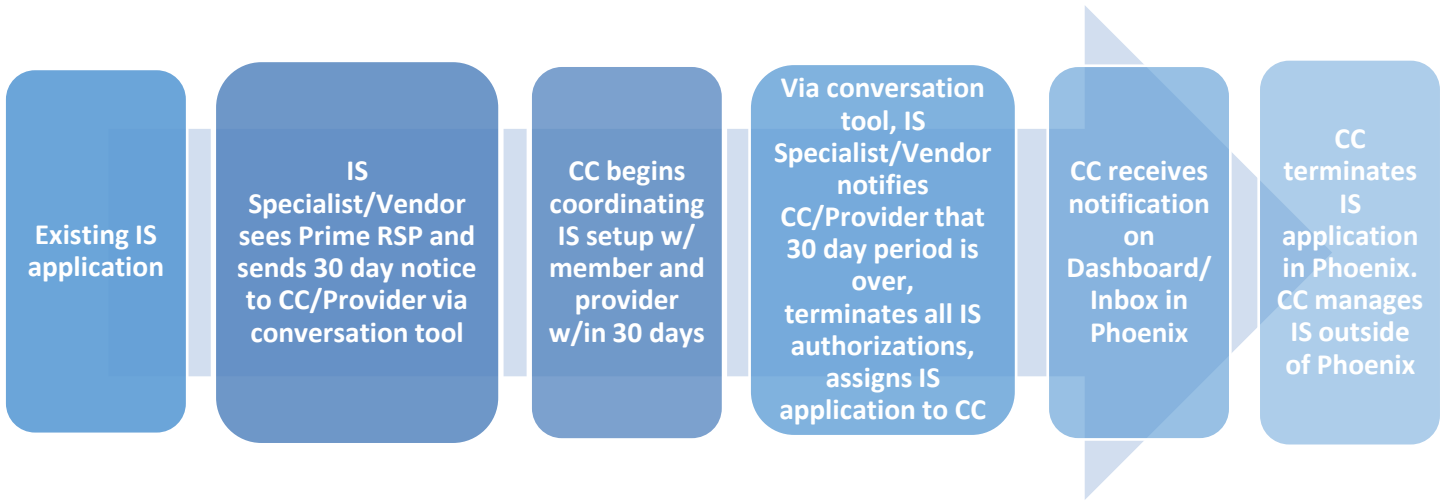 Existing IS
application
IS
Specialist/Vendor
sees Prime RSP and
sends 30 day notice
to CC/Provider via
conversation tool
CC begins
coordinating
IS setup w/
member and
provider
w/in 30 days
Via conversation
tool, IS
Specialist/Vendor
notifies
CC/Provider that
30 day period is
over,
terminates all IS
authorizations,
assigns IS
application to CC
CC receives
notification
on
Dashboard/
Inbox in
Phoenix
CC
terminates
IS
application
in Phoenix.
CC manages
IS outside
of Phoenix